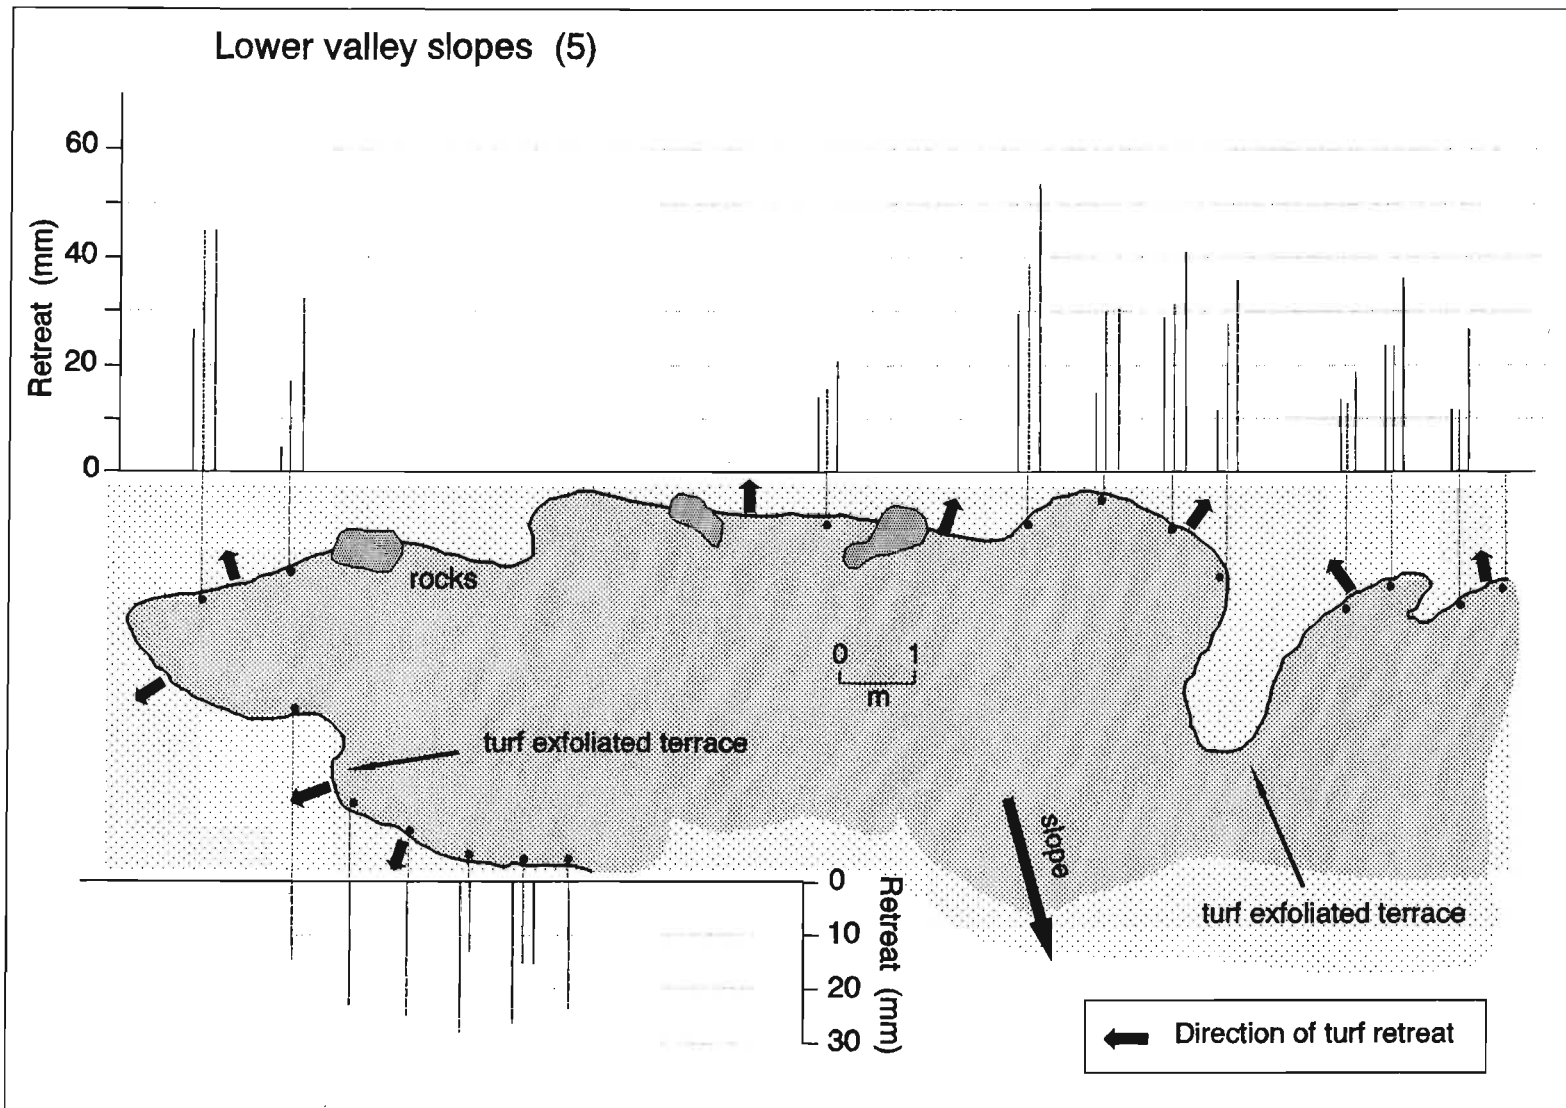 Lower valley slopes (5)
60
40
20
0
Retreat (mm)
rocks
0 1
m
turf exfoliated terrace
slope
turf exfoliated terrace
0
10
20
30
Retreat (mm)
Direction of turf retreat